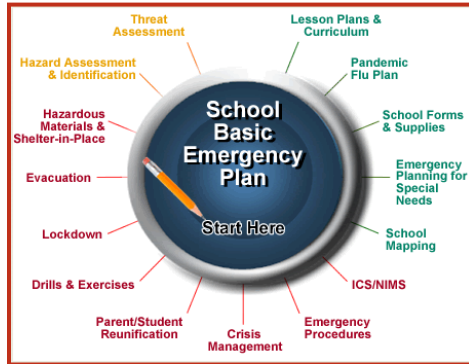 Threat
Assessment
Lesson Plans &
Curriculum
Hazard Assessment
& Identification
Pandemic
Flu Plan
Hazardous
Materials &
Shelter-in-Place
School
Basic
Emergency
Plan
School Forms
& Supplies
Evacuation
Emergency
Planning for
Special
Needs
Start Here
Lockdown
School
Mapping
Drills & Exercises
ICS/NIMS
Parent/Student
Reunification
Crisis
Management
Emergency
Procedures